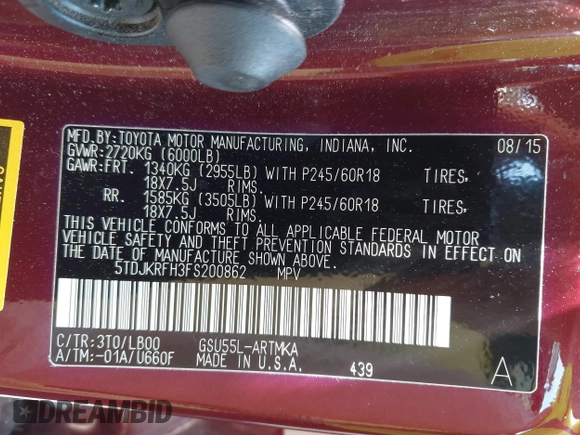 MFD.BY:TOYOTA MOTOR MANUFACTURING, INDIANA, INC. 08/15
GVWR:2720KG (6000LB)
GAWR:FRT. 1340KG (2955LB) WITH P245/60R18 TIRES,
18X7.5J RIMS.
RR. 1585KG (3505LB) WITH P245/60R18 TIRES,
18X7.5J RIMS.
THIS VEHICLE CONFORMS TO ALL APPLICABLE FEDERAL MOTOR
VEHICLE SAFETY AND THEFT PREVENTION STANDARDS IN EFFECT ON
THE DATE OF MANUFACTURE SHOWN ABOVE.
5TDJKRFH3FS200862 MPV
C/TR:3T0/LB00 GSU55L-ARTMKA
A/TM:-01A/U660F MADE IN U.S.A. 439 A
DREAMBID